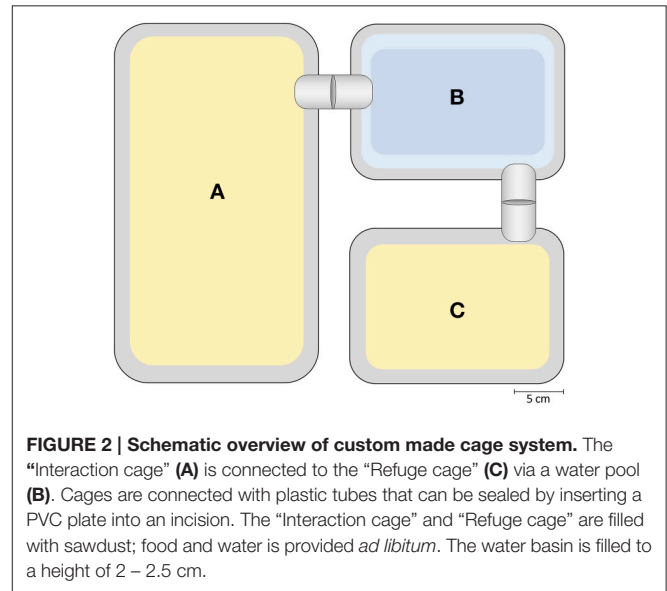 A
B
C
5 cm
FIGURE 2 | Schematic overview of custom made cage system. The
“Interaction cage” (A) is connected to the “Refuge cage” (C) via a water pool
(B). Cages are connected with plastic tubes that can be sealed by inserting a
PVC plate into an incision. The “Interaction cage” and “Refuge cage” are filled
with sawdust; food and water is provided ad libitum. The water basin is filled to
a height of 2 – 2.5 cm.